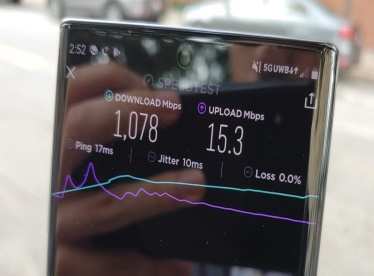 2:52 5GUWB
X
SPEEDTEST
DOWNLOAD Mbps UPLOAD Mbps
1,078 15.3
Ping 17ms Jitter 10ms Loss 0.0%